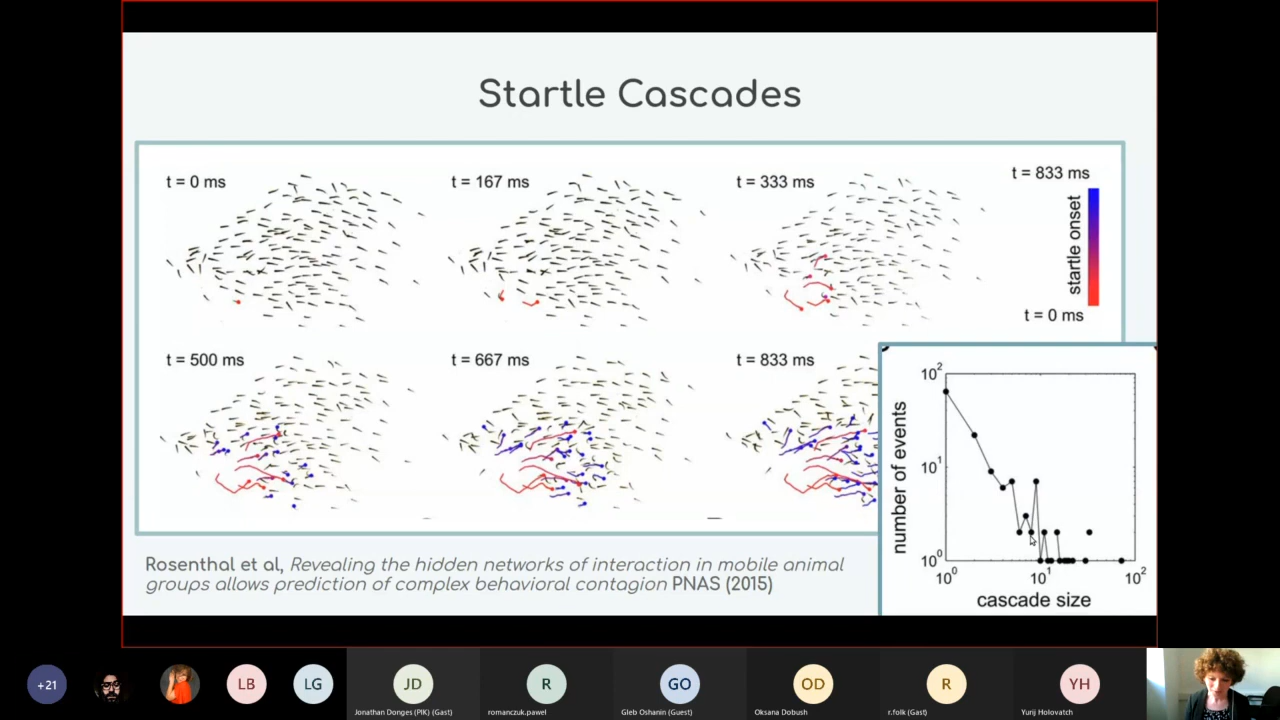 Startle Cascades
t = 0 ms
t = 167 ms
t = 333 ms
t = 833 ms
startle onset
t = 0 ms
t = 500 ms
t = 667 ms
t = 833 ms
10²
10¹
10⁰
number of events
10⁰
10¹
10²
cascade size
Rosenthal et al, Revealing the hidden networks of interaction in mobile animal
groups allows prediction of complex behavioral contagion PNAS (2015)
+21
LB
LG
JD
R
GO
OD
R
YH
Jonathan Donges (PIK) (Gast)
romanczuk.pawel
Gleb Oshanin (Guest)
Oksana Dobush
r.folk (Gast)
Yurij Holovatch